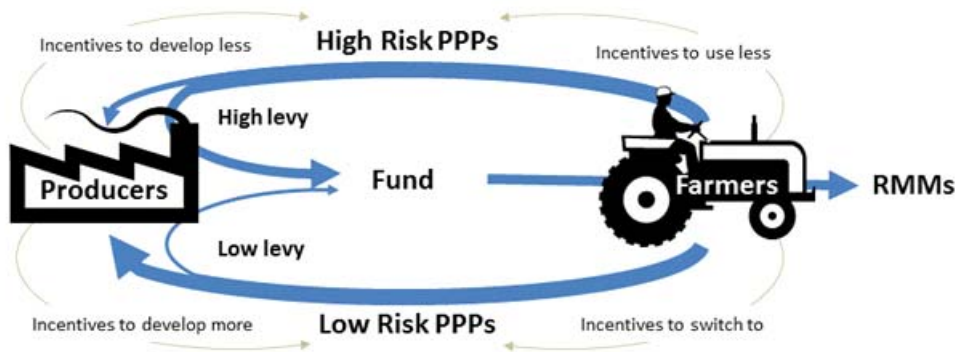 Incentives to develop less
High Risk PPPs
Incentives to use less
High levy
Producers
Fund
Farmers
RMMs
Low levy
Incentives to develop more
Low Risk PPPs
Incentives to switch to